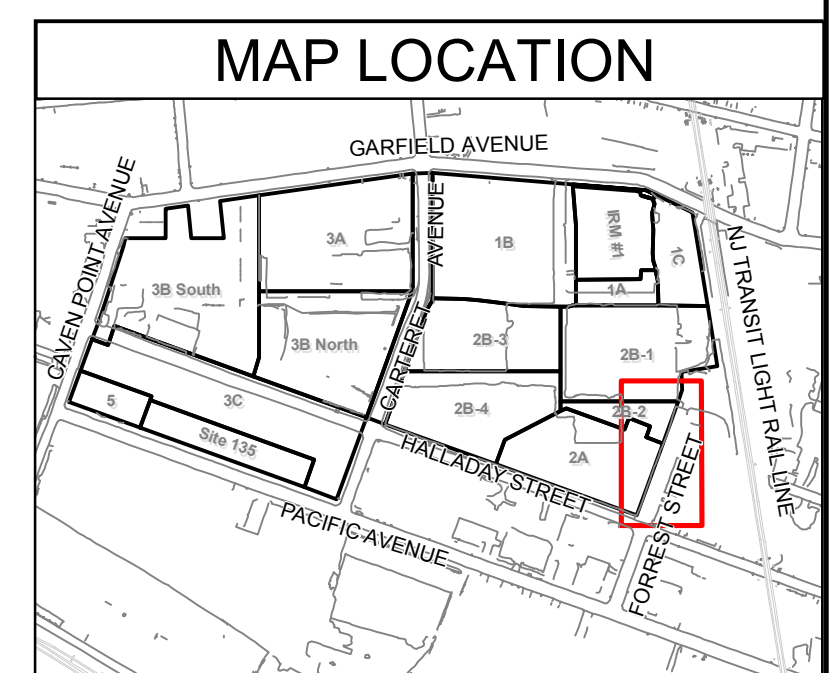 MAP LOCATION
GARFIELD AVENUE
CAVEN POINT AVENUE
AVENUE
CARTERET
NJ TRANSIT LIGHT RAIL LINE
3A
1B
IRM #1
1C
3B South
1A
3B North
2B-3
2B-1
5
3C
2B-4
2B-2
Site 135
2A
HALLADAY STREET
PACIFIC AVENUE
FORREST STREET